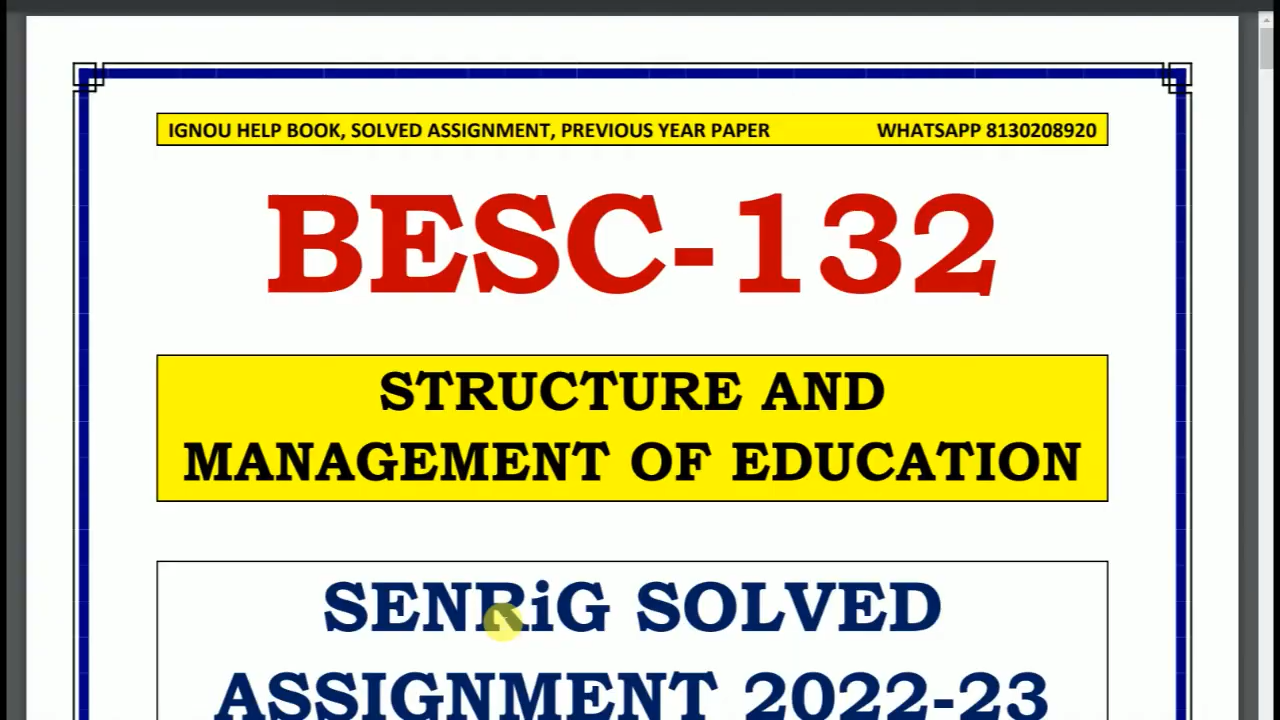 IGNOU HELP BOOK, SOLVED ASSIGNMENT, PREVIOUS YEAR PAPER WHATSAPP 8130208920
BESC-132
STRUCTURE AND
MANAGEMENT OF EDUCATION
SENRiG SOLVED
ASSIGNMENT 2022-23